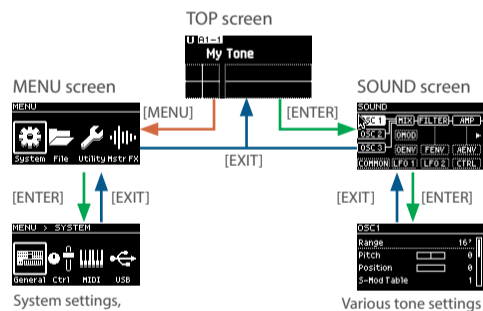 TOP screen
U A1-1
My Tone
MENU screen
MENU
System File Utility Mstr FX
[MENU]
[ENTER]
[EXIT]
SOUND screen
SOUND
OSC 1 MIX FILTER AMP
OSC 2 OMOD
OSC 3 OENV FENV AENV
COMMON LFO 1 LFO 2 CTRL
[ENTER]
[EXIT]
[EXIT]
[ENTER]
MENU > SYSTEM
General Ctrl MIDI USB
System settings,
OSC1
Range 16'
Pitch 0
Position 0
S-Mod Table 1
Various tone settings